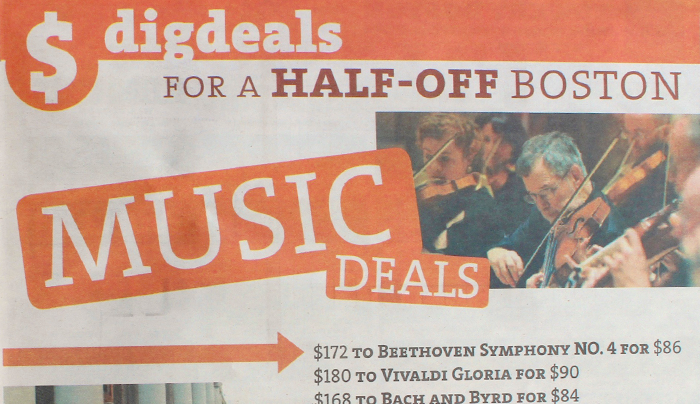 $ digdeals
FOR A HALF-OFF BOSTON
MUSIC
DEALS
$172 TO BEETHOVEN SYMPHONY NO. 4 FOR $86
$180 TO VIVALDI GLORIA FOR $90
$168 TO BACH AND BYRD FOR $84